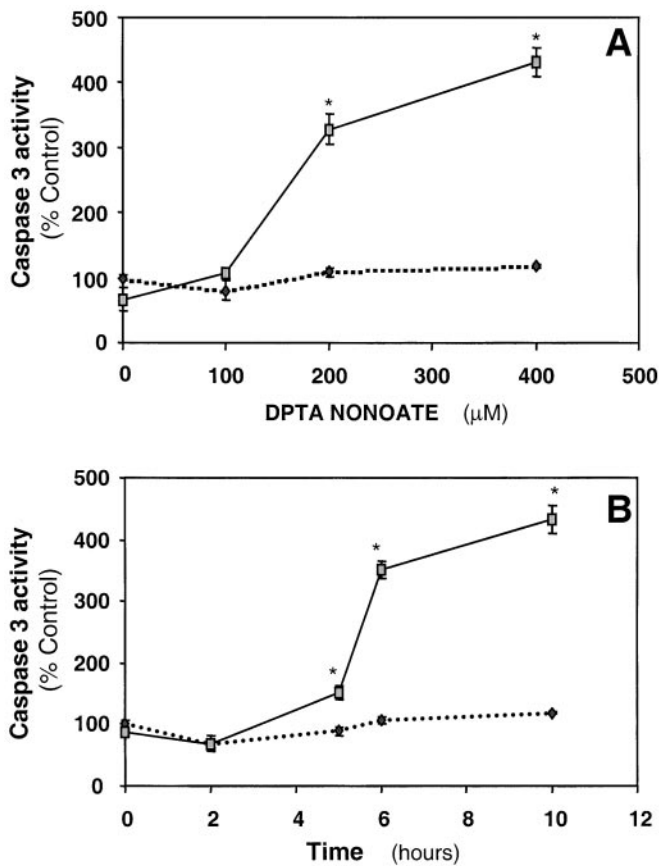 A
500
400
300
200
100
0
Caspase 3 activity
(% Control)
*
*
0 100 200 300 400 500
DPTA NONOATE (μM)
B
500
400
300
200
100
0
Caspase 3 activity
(% Control)
*
*
*
0 2 4 6 8 10 12
Time (hours)